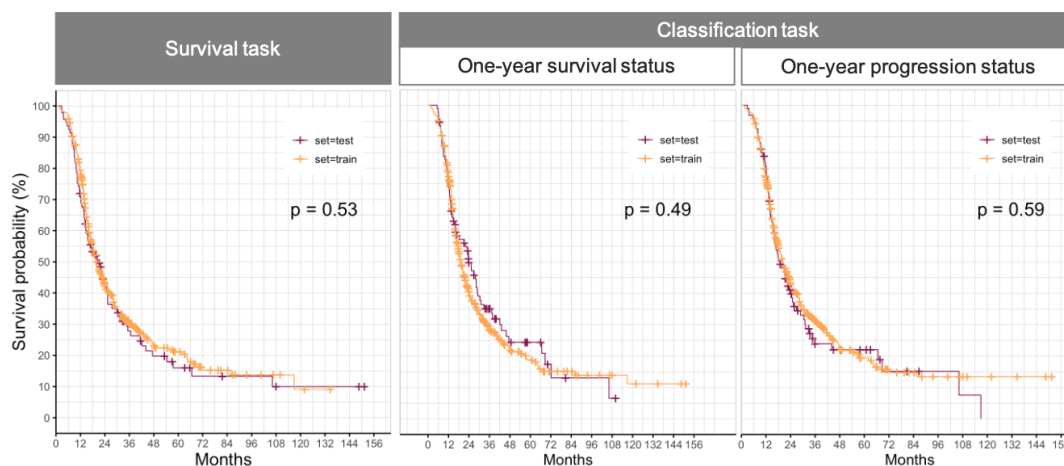 Survival task
Classification task
One-year survival status
One-year progression status
Survival probability (%)
100
90
80
70
60
50
40
30
20
10
0
set=test
set=train
p = 0.53
0 12 24 36 48 60 72 84 96 108 120 132 144 156
Months
set=test
set=train
p = 0.49
0 12 24 36 48 60 72 84 96 108 120 132 144 156
Months
set=test
set=train
p = 0.59
0 12 24 36 48 60 72 84 96 108 120 132 144
Months